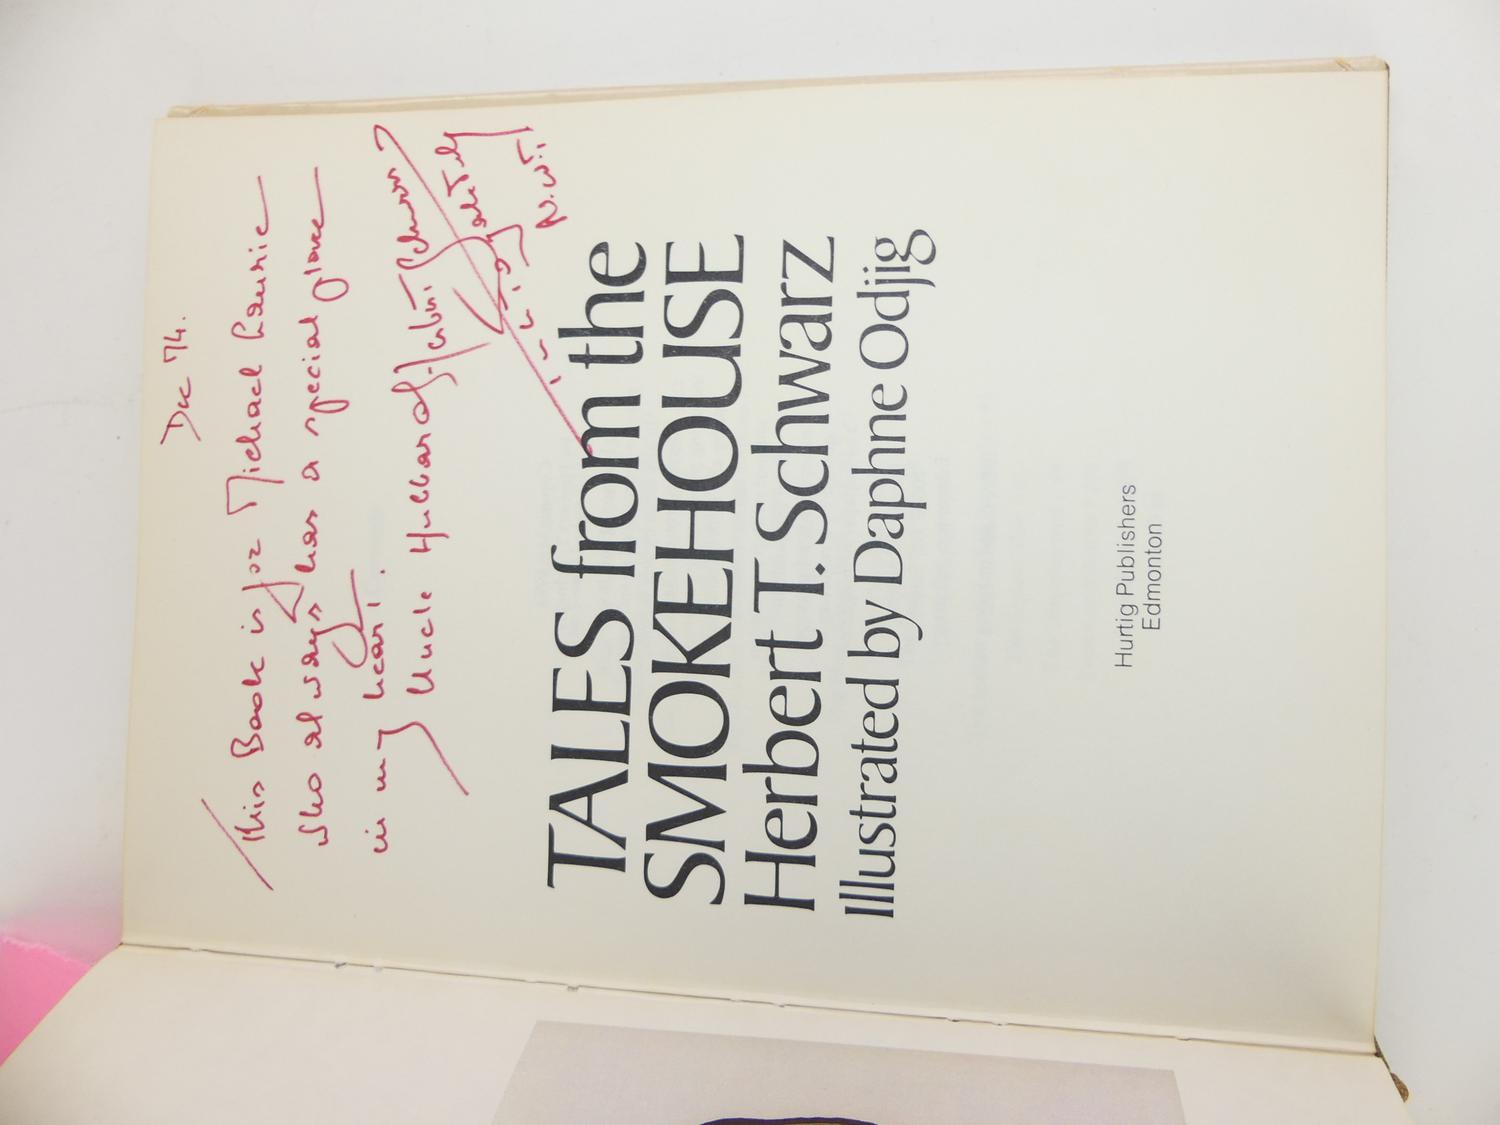 Dec 74.
This Book is for Michael Laurie
who always has a special place
in my heart.
Uncle Herbert Schwarz
N.W.T.
TALES from the
SMOKEHOUSE
Herbert T. Schwarz
Illustrated by Daphne Odjig
Hurtig Publishers
Edmonton